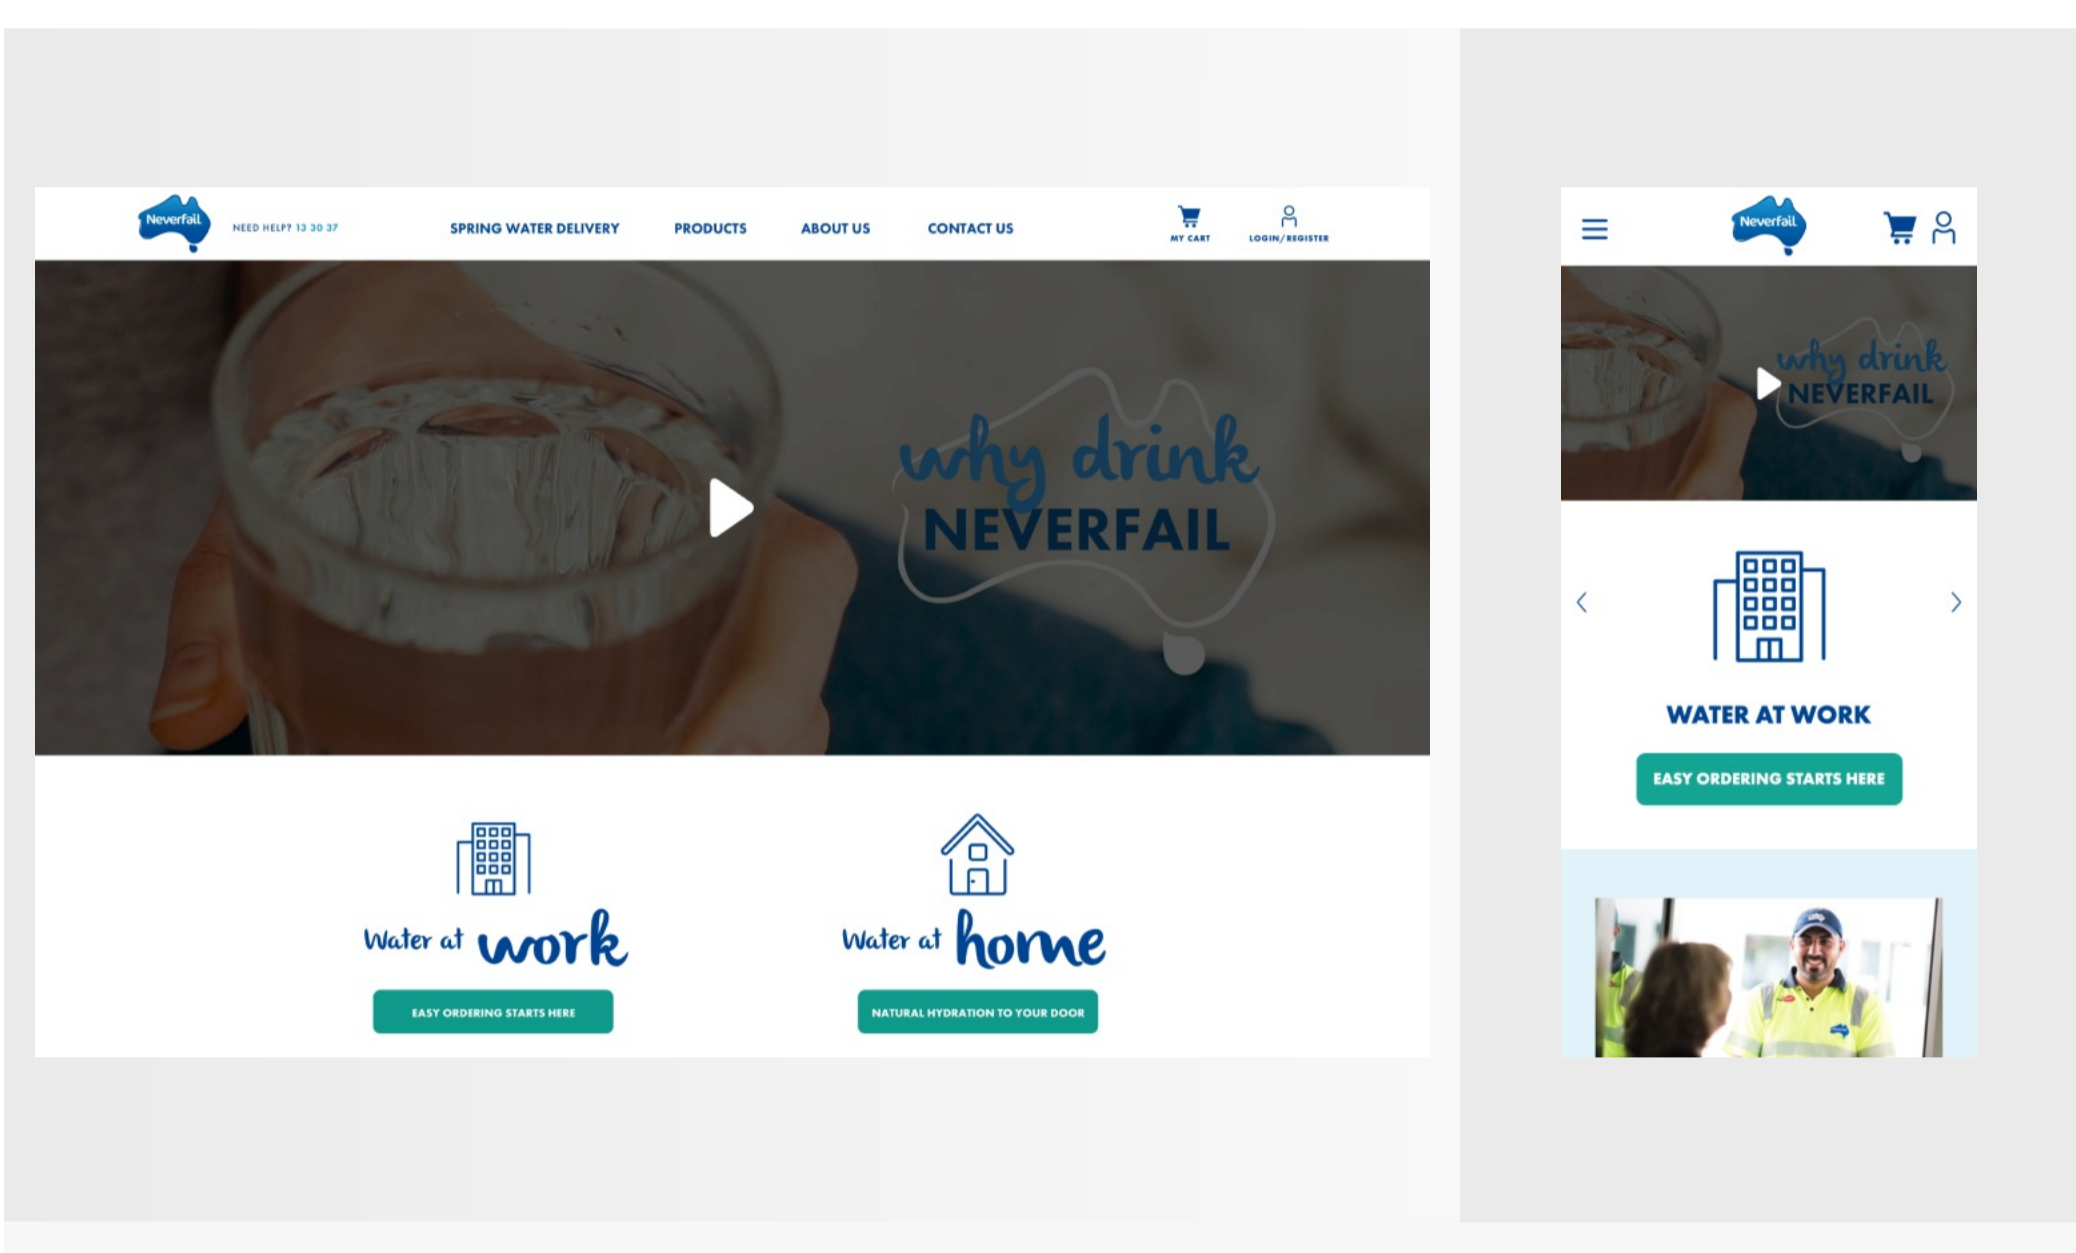 Neverfail
NEED HELP? 13 30 37
SPRING WATER DELIVERY
PRODUCTS
ABOUT US
CONTACT US
MY CART
LOGIN/REGISTER
why drink
NEVERFAIL
Water at work
EASY ORDERING STARTS HERE
Water at home
NATURAL HYDRATION TO YOUR DOOR
Neverfail
why drink
NEVERFAIL
WATER AT WORK
EASY ORDERING STARTS HERE